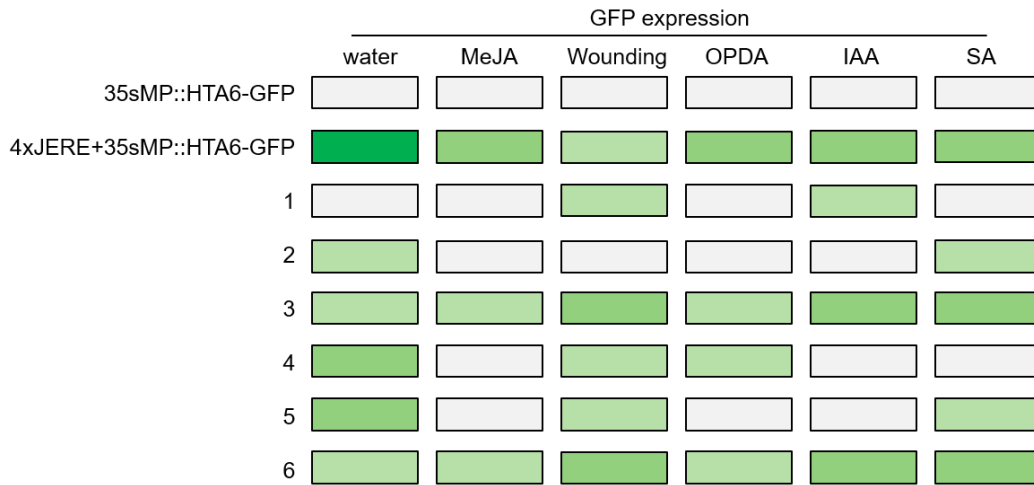 GFP expression
water MeJA Wounding OPDA IAA SA
35sMP::HTA6-GFP
4xJERE+35sMP::HTA6-GFP
1
2
3
4
5
6